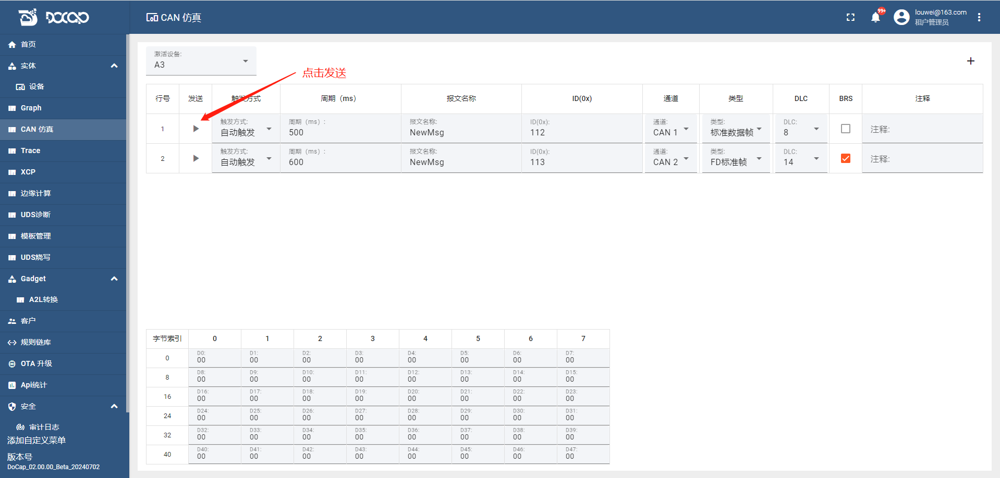 DOCAP
CAN 仿真
99+
louwei@163.com
租户管理员
首页
实体
设备
Graph
CAN 仿真
Trace
XCP
边缘计算
UDS诊断
模板管理
UDS烧写
Gadget
A2L转换
客户
规则链库
OTA 升级
Api统计
安全
审计日志
添加自定义菜单
版本号
DoCap_02.00.00_Beta_20240702
激活设备:
A3
点击发送
行号 发送 触发方式 周期（ms） 报文名称 ID(0x) 通道 类型 DLC BRS 注释
触发方式: 周期（ms）: 报文名称: ID(0x): 通道: 类型: DLC:
1 自动触发 500 NewMsg 112 CAN 1 标准数据帧 8 注释:
触发方式: 周期（ms）: 报文名称: ID(0x): 通道: 类型: DLC:
2 自动触发 600 NewMsg 113 CAN 2 FD标准帧 14 注释:
字节索引 0 1 2 3 4 5 6 7
D0: D1: D2: D3: D4: D5: D6: D7:
0 00 00 00 00 00 00 00 00
D8: D9: D10: D11: D12: D13: D14: D15:
8 00 00 00 00 00 00 00 00
D16: D17: D18: D19: D20: D21: D22: D23:
16 00 00 00 00 00 00 00 00
D24: D25: D26: D27: D28: D29: D30: D31:
24 00 00 00 00 00 00 00 00
D32: D33: D34: D35: D36: D37: D38: D39:
32 00 00 00 00 00 00 00 00
D40: D41: D42: D43: D44: D45: D46: D47:
40 00 00 00 00 00 00 00 00